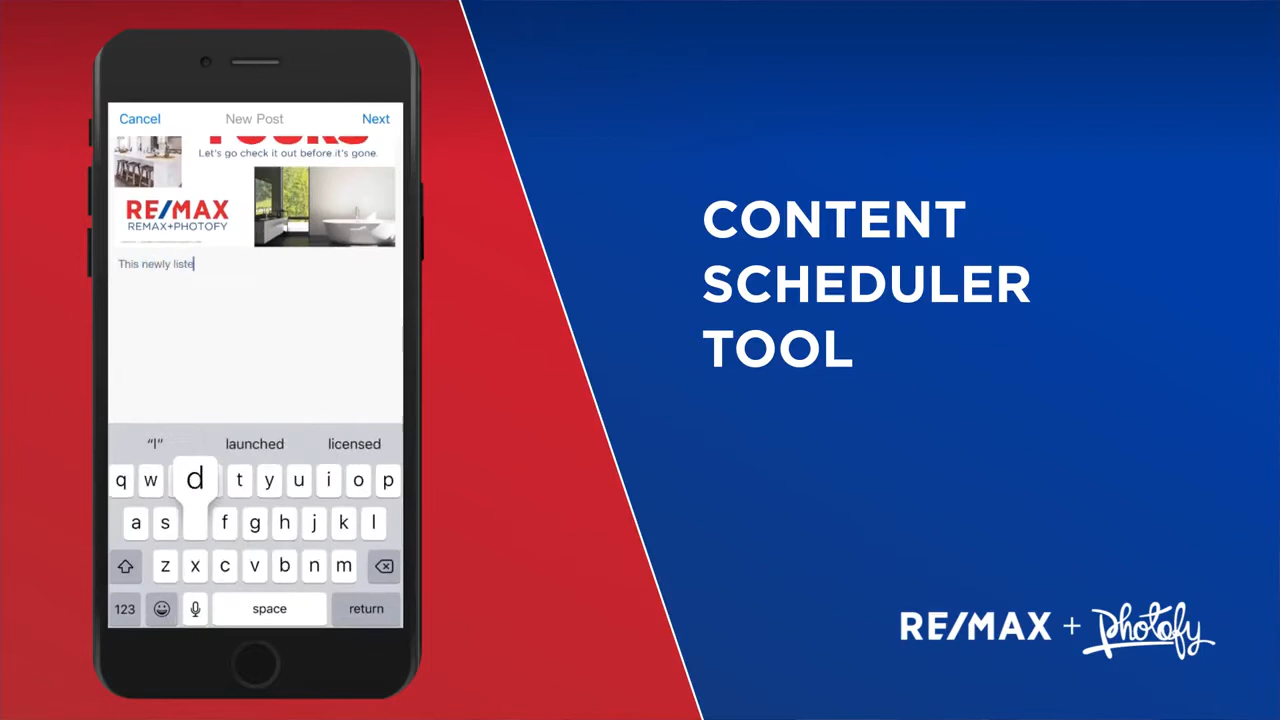 Cancel New Post Next
YOURS
Let's go check it out before it's gone.
RE/MAX
REMAX+PHOTOFY
This newly liste
"l" launched licensed
q w d t y u i o p
a s f g h j k l
z x c v b n m
123 space return
CONTENT
SCHEDULER
TOOL
RE/MAX + photofy